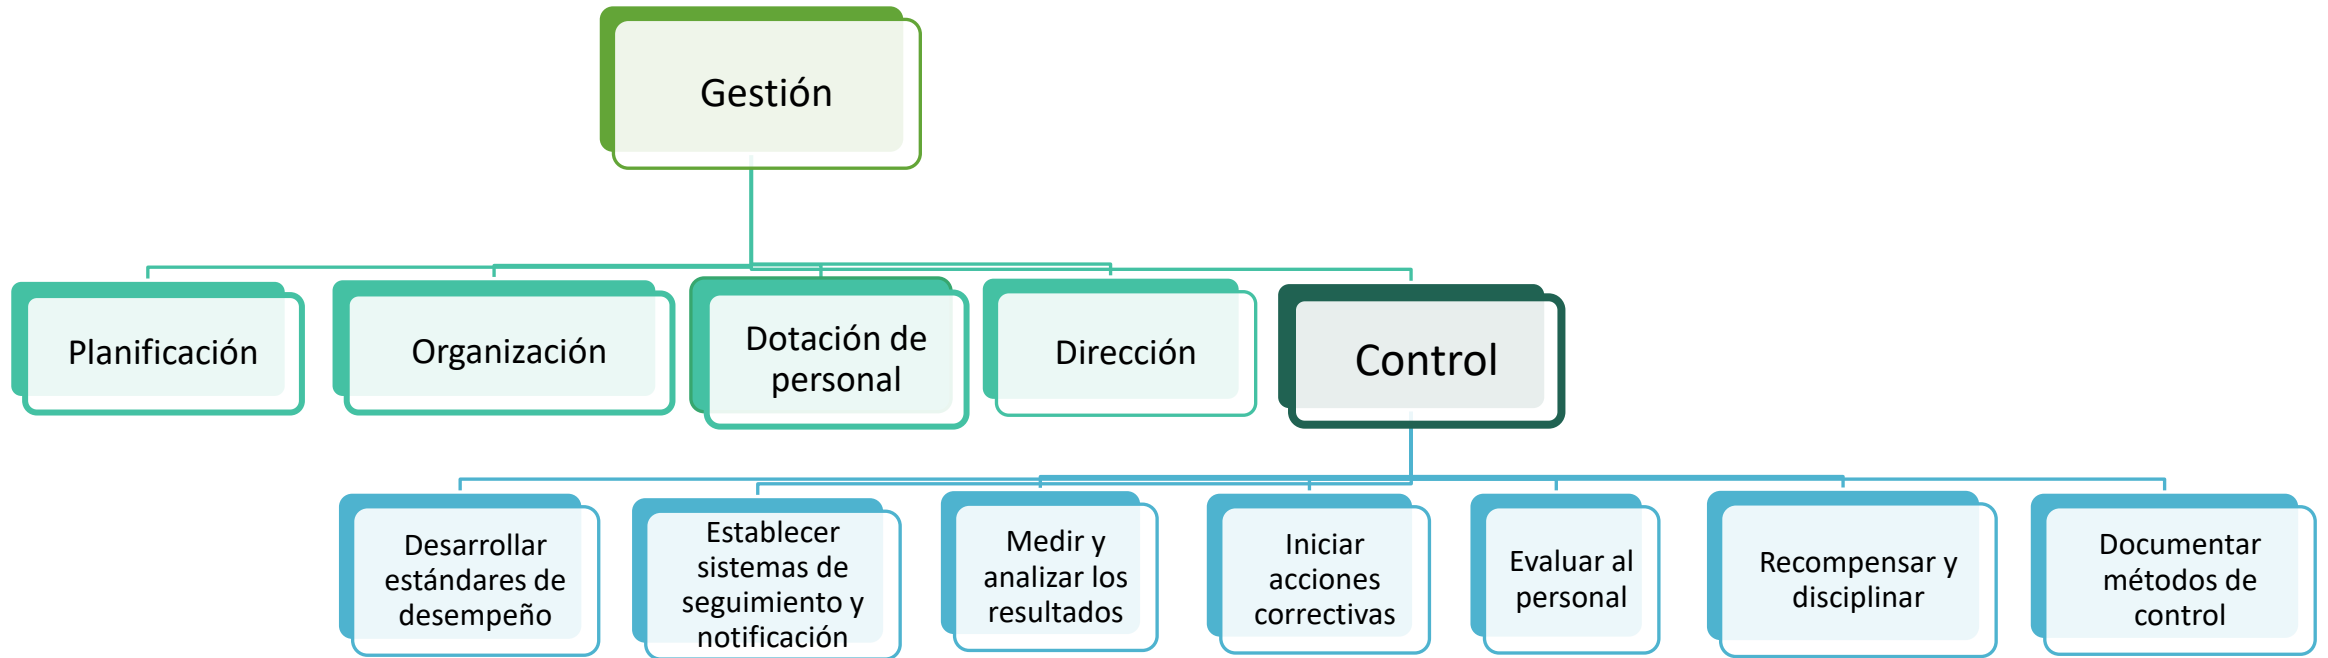 Gestión
Planificación
Organización
Dotación de
personal
Dirección
Control
Desarrollar
estándares de
desempeño
Establecer
sistemas de
seguimiento y
notificación
Medir y
analizar los
resultados
Iniciar
acciones
correctivas
Evaluar al
personal
Recompensar y
disciplinar
Documentar
métodos de
control